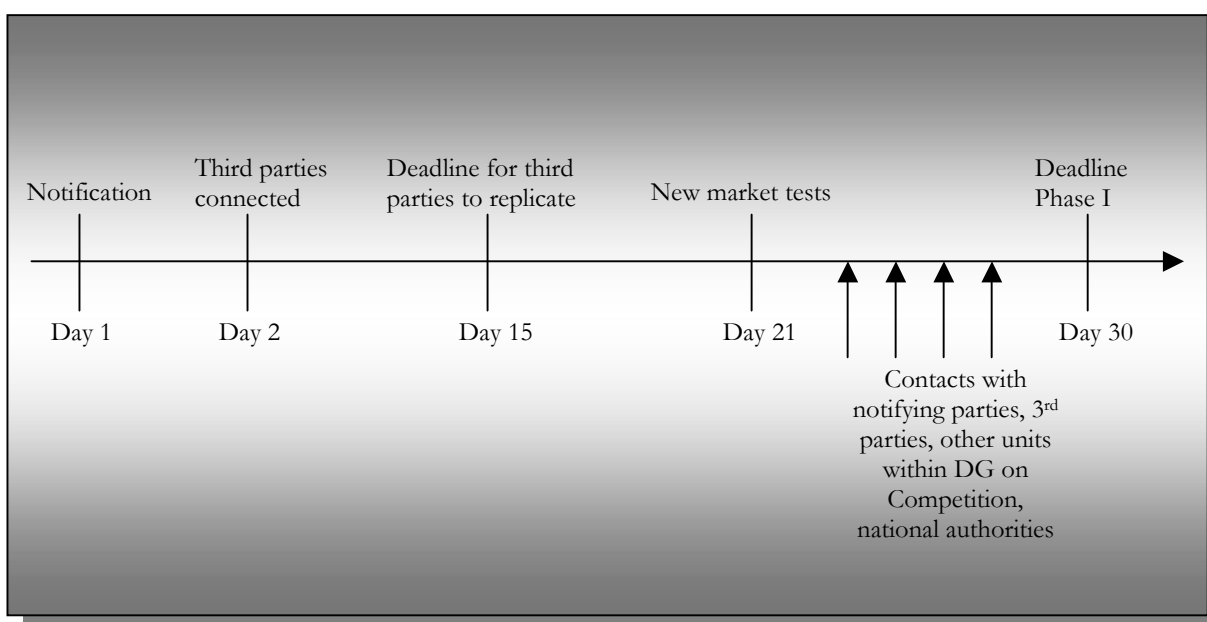 Notification
Third parties
connected
Deadline for third
parties to replicate
New market tests
Deadline
Phase I
Day 1
Day 2
Day 15
Day 21
Day 30
Contacts with
notifying parties, 3rd
parties, other units
within DG on
Competition,
national authorities